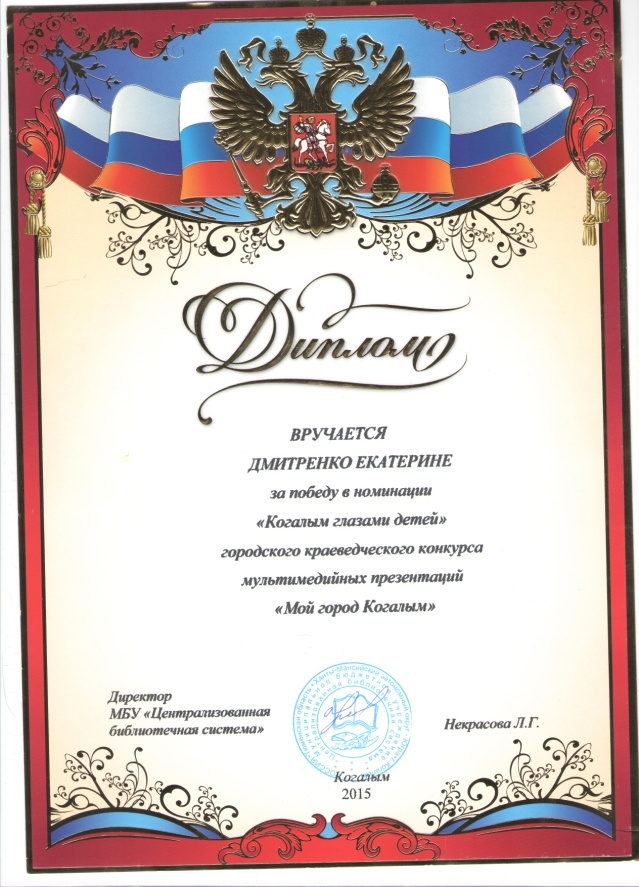 Диплом
ВРУЧАЕТСЯ
ДМИТРЕНКО ЕКАТЕРИНЕ
за победу в номинации
«Когалым глазами детей»
городского краеведческого конкурса
мультимедийных презентаций
«Мой город Когалым»
Директор
МБУ «Централизованная
библиотечная система»
Некрасова Л.Г.
Когалым
2015